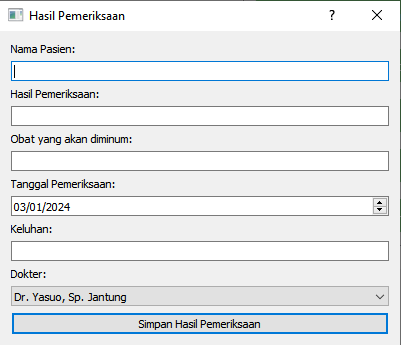 Hasil Pemeriksaan
?
Nama Pasien:
Hasil Pemeriksaan:
Obat yang akan diminum:
Tanggal Pemeriksaan:
03/01/2024
Keluhan:
Dokter:
Dr. Yasuo, Sp. Jantung
Simpan Hasil Pemeriksaan